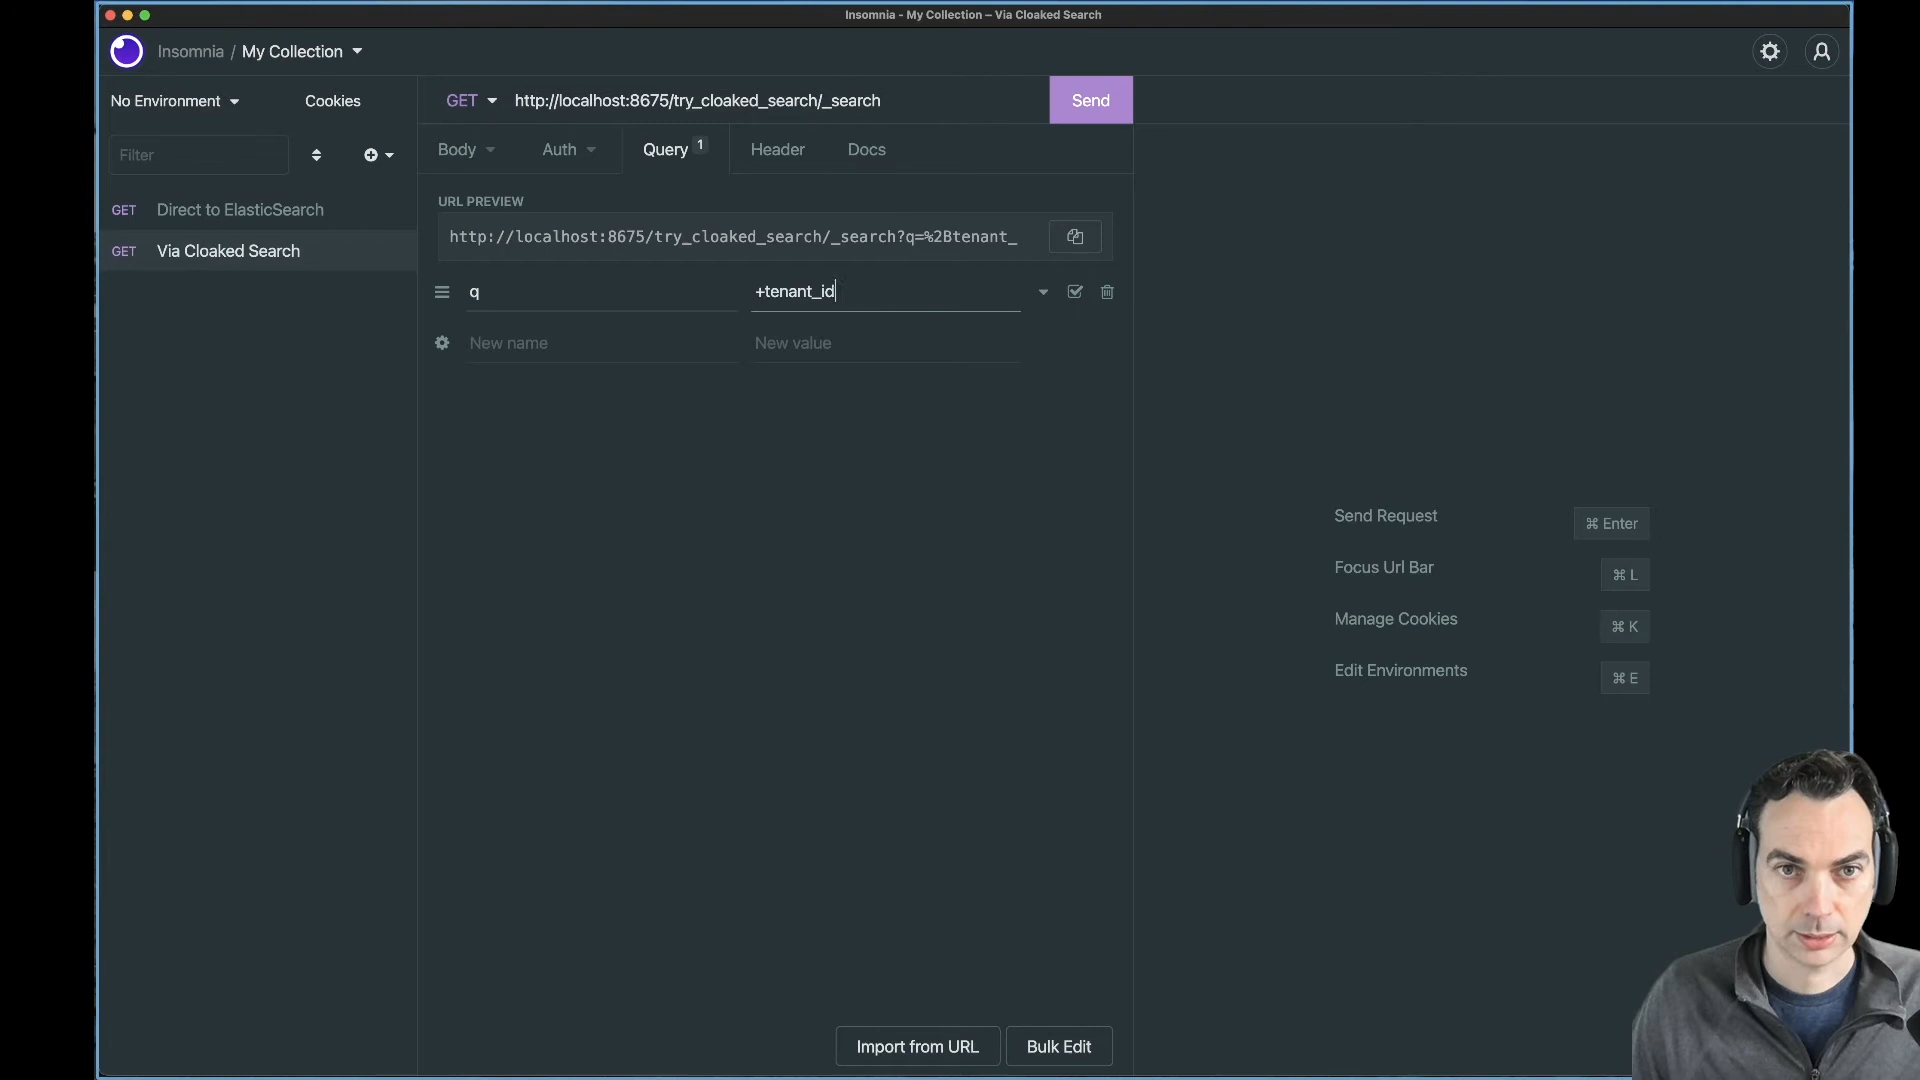 Insomnia - My Collection – Via Cloaked Search
Insomnia / My Collection
No Environment
Cookies
GET
http://localhost:8675/try_cloaked_search/_search
Send
Filter
Body
Auth
Query 1
Header
Docs
GET Direct to ElasticSearch
GET Via Cloaked Search
URL PREVIEW
http://localhost:8675/try_cloaked_search/_search?q=%2Btenant_
q
+tenant_id
New name
New value
Send Request
⌘ Enter
Focus Url Bar
⌘ L
Manage Cookies
⌘ K
Edit Environments
⌘ E
Import from URL
Bulk Edit